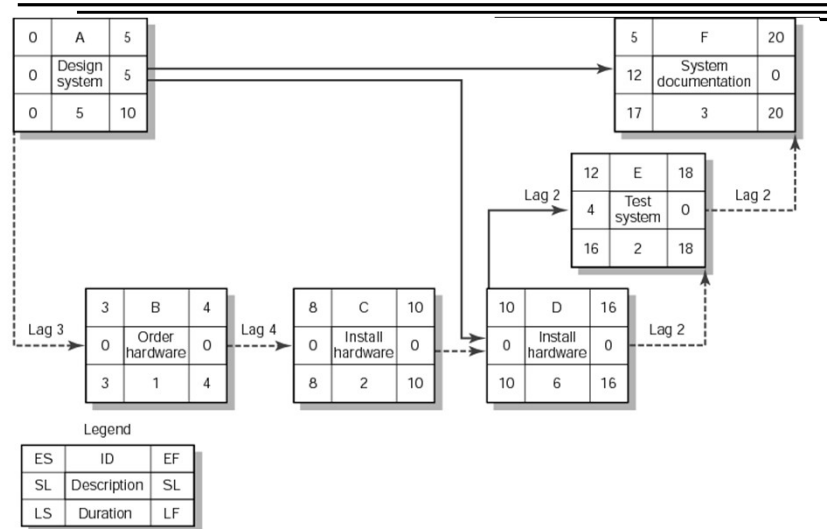 0 A 5
0 Design system 5
0 5 10
5 F 20
12 System documentation 0
17 3 20
12 E 18
Lag 2
4 Test system 0
Lag 2
16 2 18
3 B 4
Lag 3
0 Order hardware 0
3 1 4
Lag 4
8 C 10
0 Install hardware 0
8 2 10
10 D 16
0 Install hardware 0
10 6 16
Lag 2
Legend
ES ID EF
SL Description SL
LS Duration LF